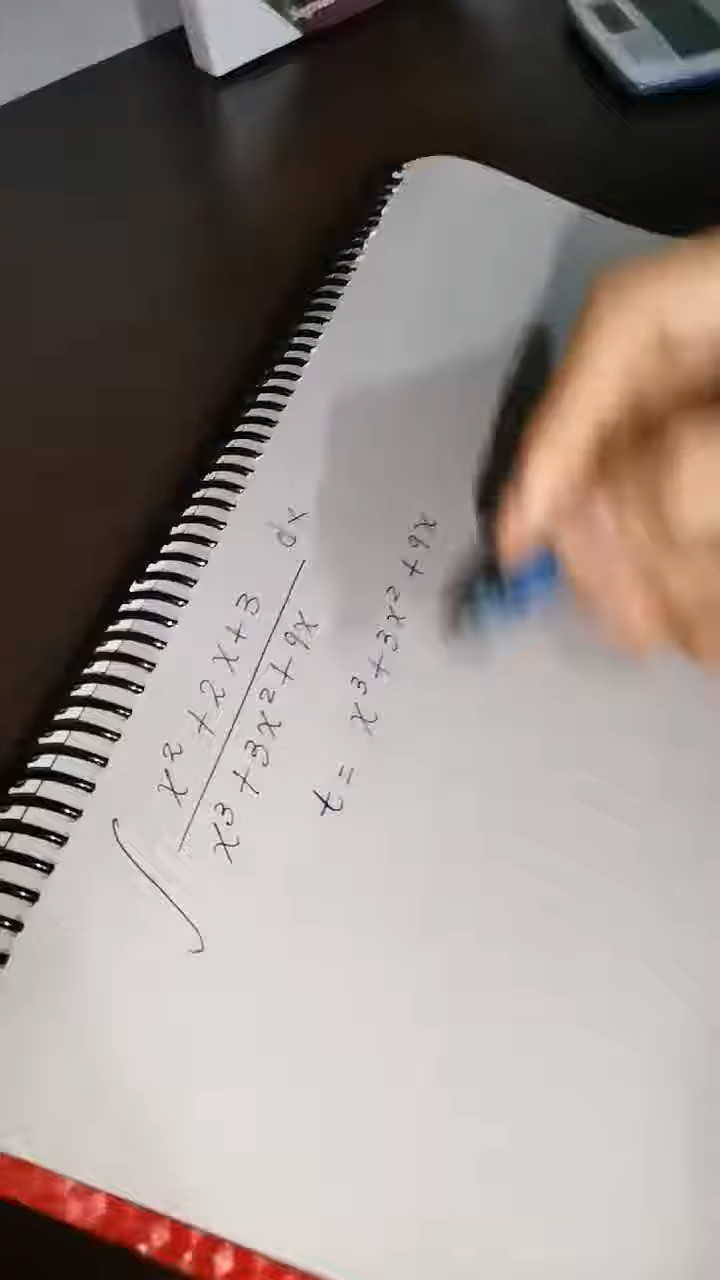 ∫ x² + 2x + 3 / x³ + 3x² + 9x dx
t = x³ + 3x² + 9x